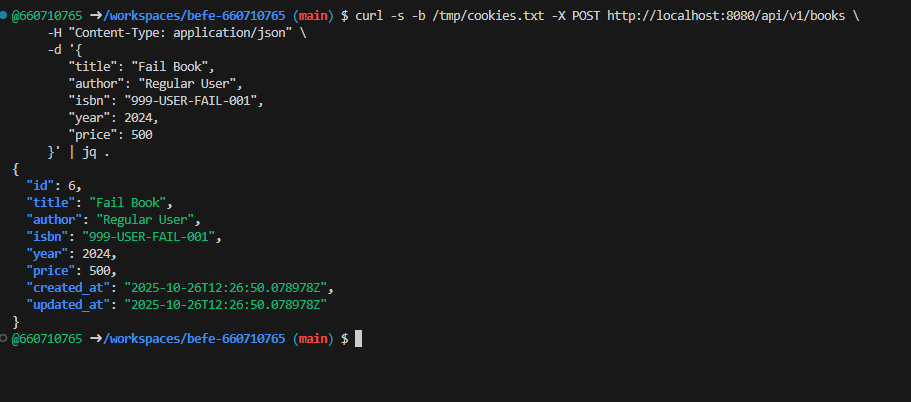 @660710765 ➜/workspaces/befe-660710765 (main) $ curl -s -b /tmp/cookies.txt -X POST http://localhost:8080/api/v1/books \
     -H "Content-Type: application/json" \
     -d '{
        "title": "Fail Book",
        "author": "Regular User",
        "isbn": "999-USER-FAIL-001",
        "year": 2024,
        "price": 500
     }' | jq .
{
  "id": 6,
  "title": "Fail Book",
  "author": "Regular User",
  "isbn": "999-USER-FAIL-001",
  "year": 2024,
  "price": 500,
  "created_at": "2025-10-26T12:26:50.078978Z",
  "updated_at": "2025-10-26T12:26:50.078978Z"
}
@660710765 ➜/workspaces/befe-660710765 (main) $